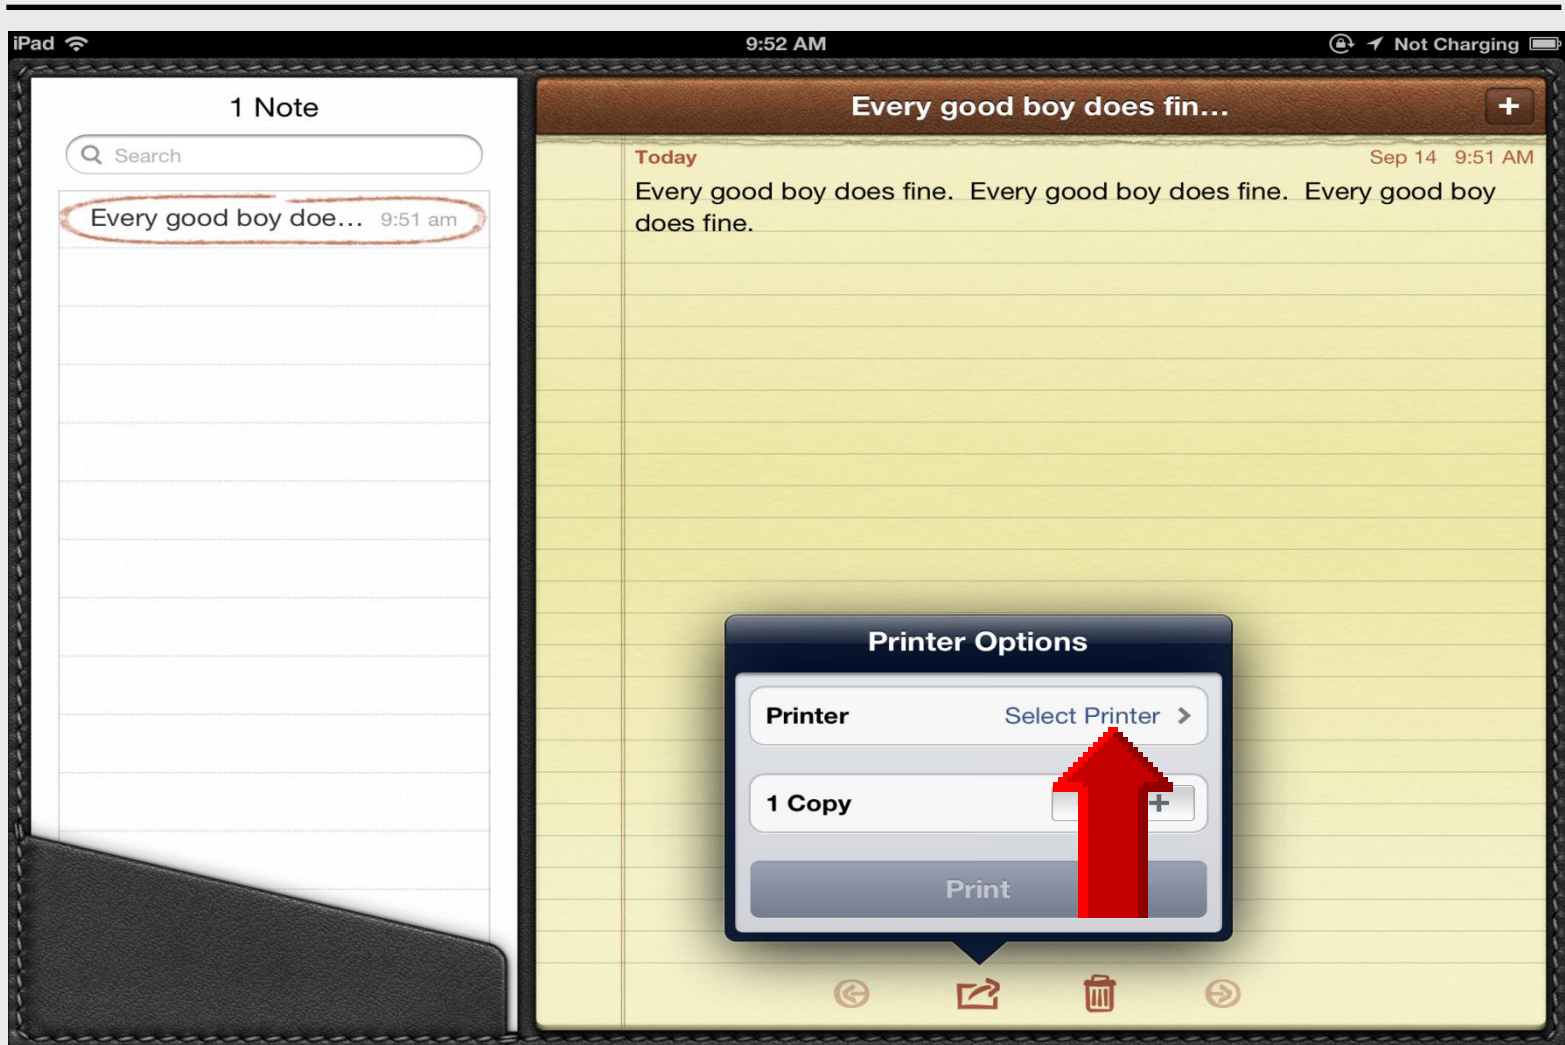 iPad 9:52 AM Not Charging
1 Note
Search
Every good boy doe... 9:51 am
Every good boy does fin...
+
Today Sep 14 9:51 AM
Every good boy does fine.  Every good boy does fine.  Every good boy
does fine.
Printer Options
Printer Select Printer
1 Copy +
Print